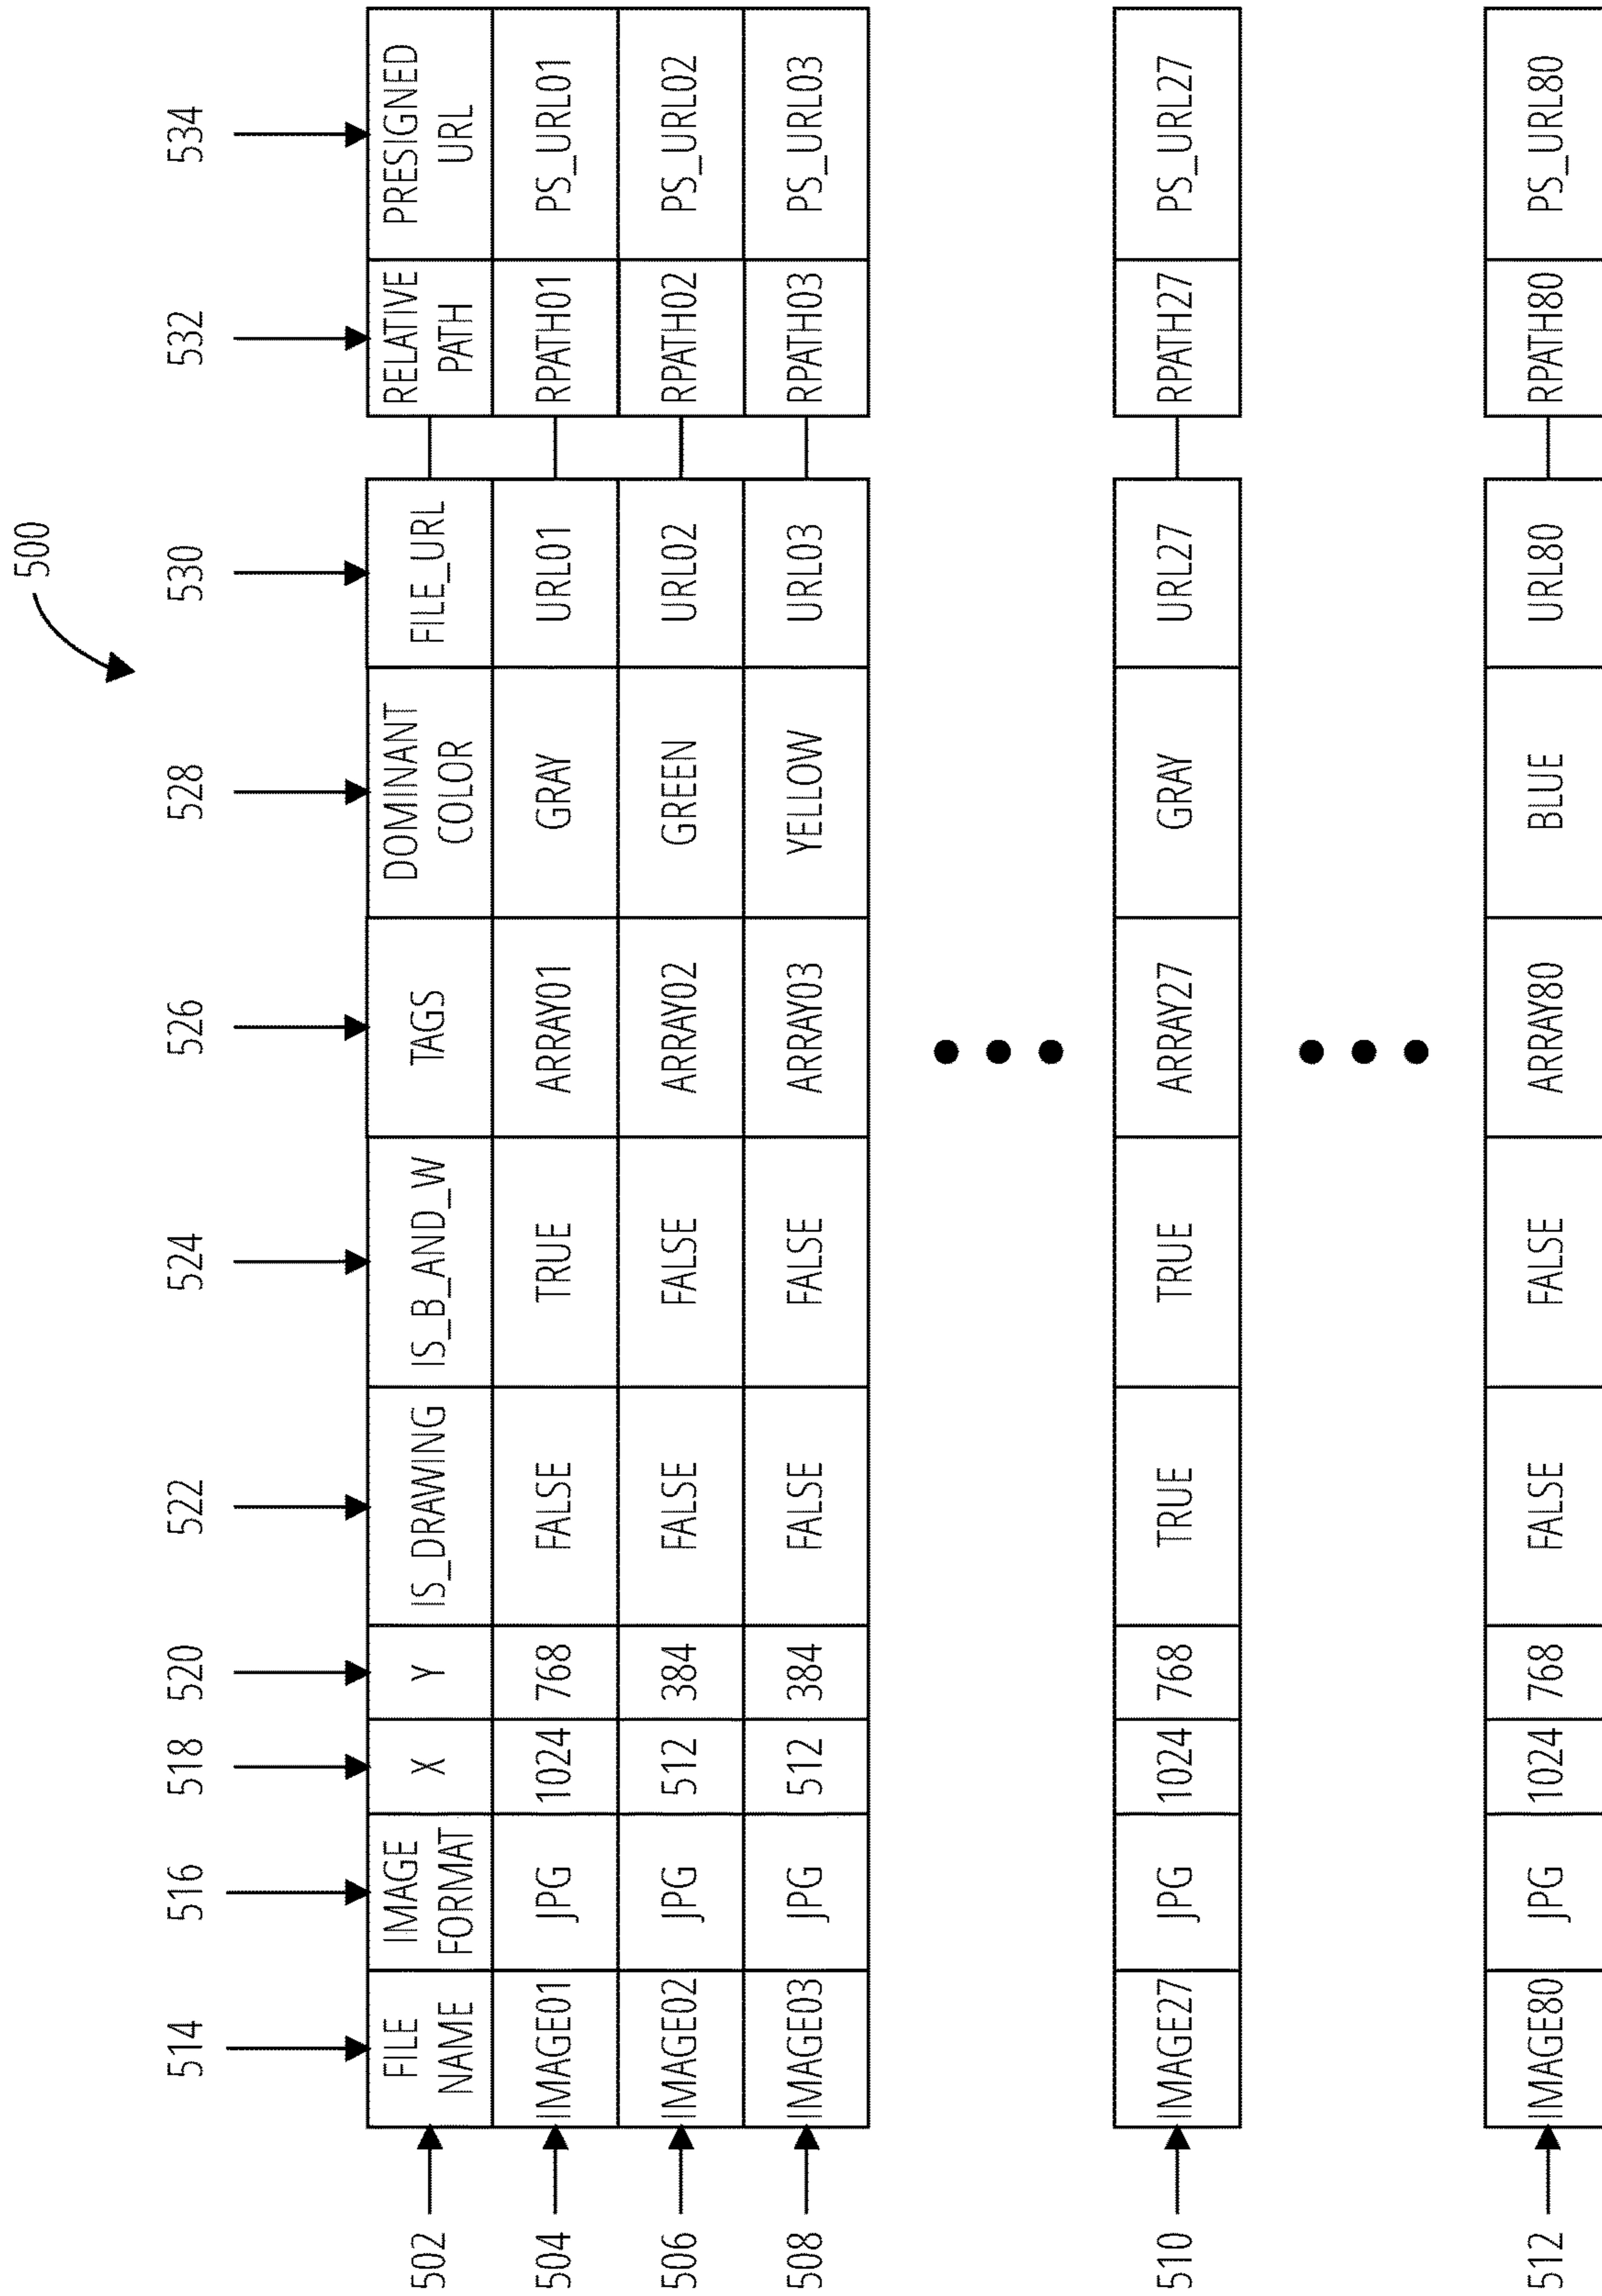 500
514 516 518 520 522 524 526 528 530 532 534
502 FILE NAME IMAGE FORMAT X Y IS_DRAWING IS_B_AND_W TAGS DOMINANT COLOR FILE_URL RELATIVE PATH PRESIGNED URL
504 IMAGE01 JPG 1024 768 FALSE TRUE ARRAY01 GRAY URL01 RPATH01 PS_URL01
506 IMAGE02 JPG 512 384 FALSE FALSE ARRAY02 GREEN URL02 RPATH02 PS_URL02
508 IMAGE03 JPG 512 384 FALSE FALSE ARRAY03 YELLOW URL03 RPATH03 PS_URL03
510 IMAGE27 JPG 1024 768 TRUE TRUE ARRAY27 GRAY URL27 RPATH27 PS_URL27
512 IMAGE80 JPG 1024 768 FALSE FALSE ARRAY80 BLUE URL80 RPATH80 PS_URL80